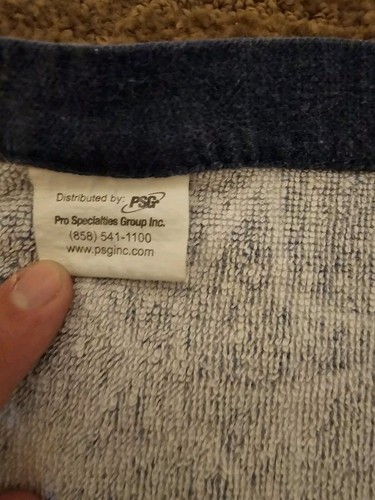 Distributed by: PSG
Pro Specialties Group Inc.
(858) 541-1100
www.psginc.com